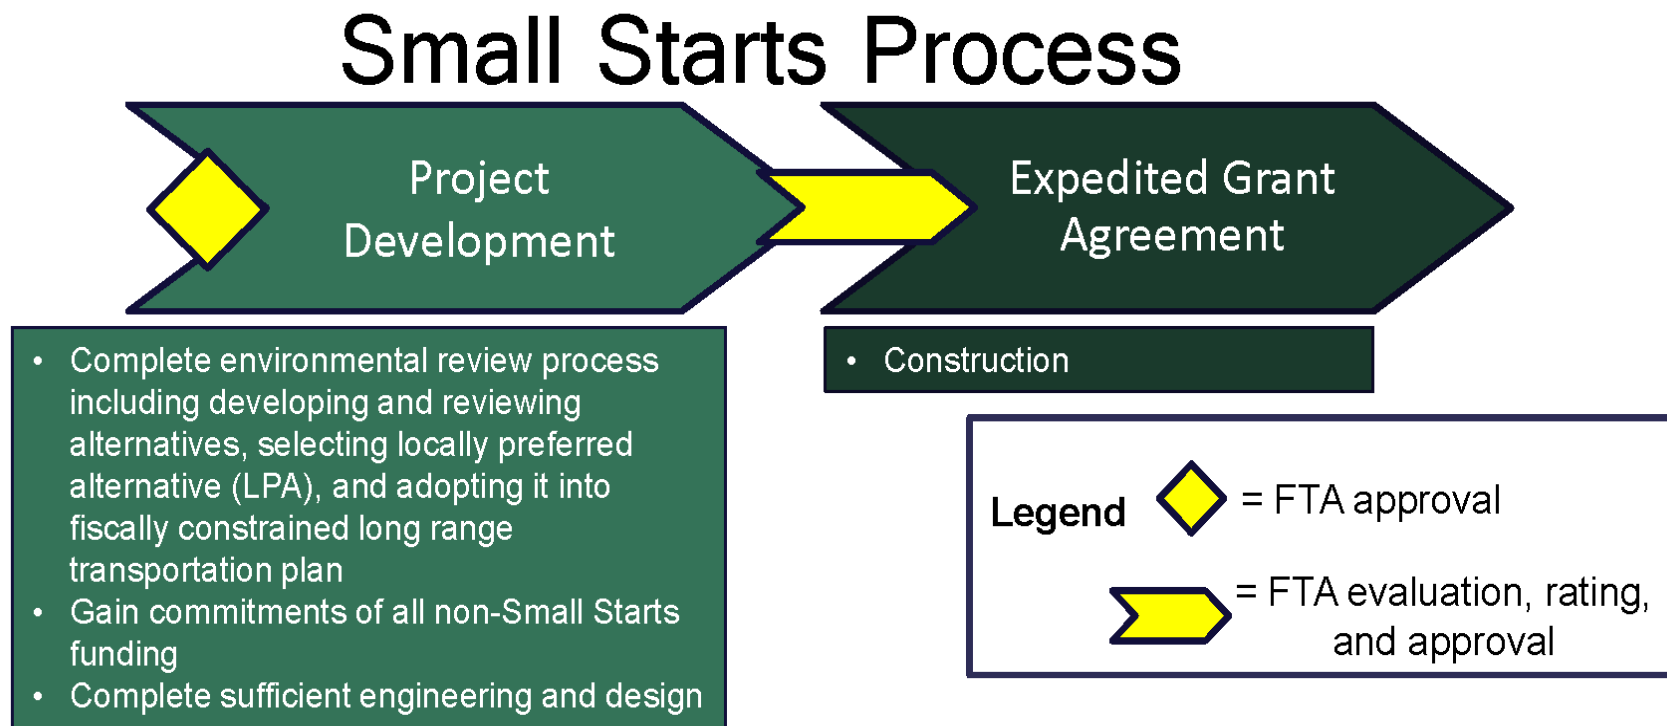 Small Starts Process
Project
Development
Expedited Grant
Agreement
• Complete environmental review process
including developing and reviewing
alternatives, selecting locally preferred
alternative (LPA), and adopting it into
fiscally constrained long range
transportation plan
• Gain commitments of all non-Small Starts
funding
• Complete sufficient engineering and design
• Construction
Legend
= FTA approval
= FTA evaluation, rating,
and approval